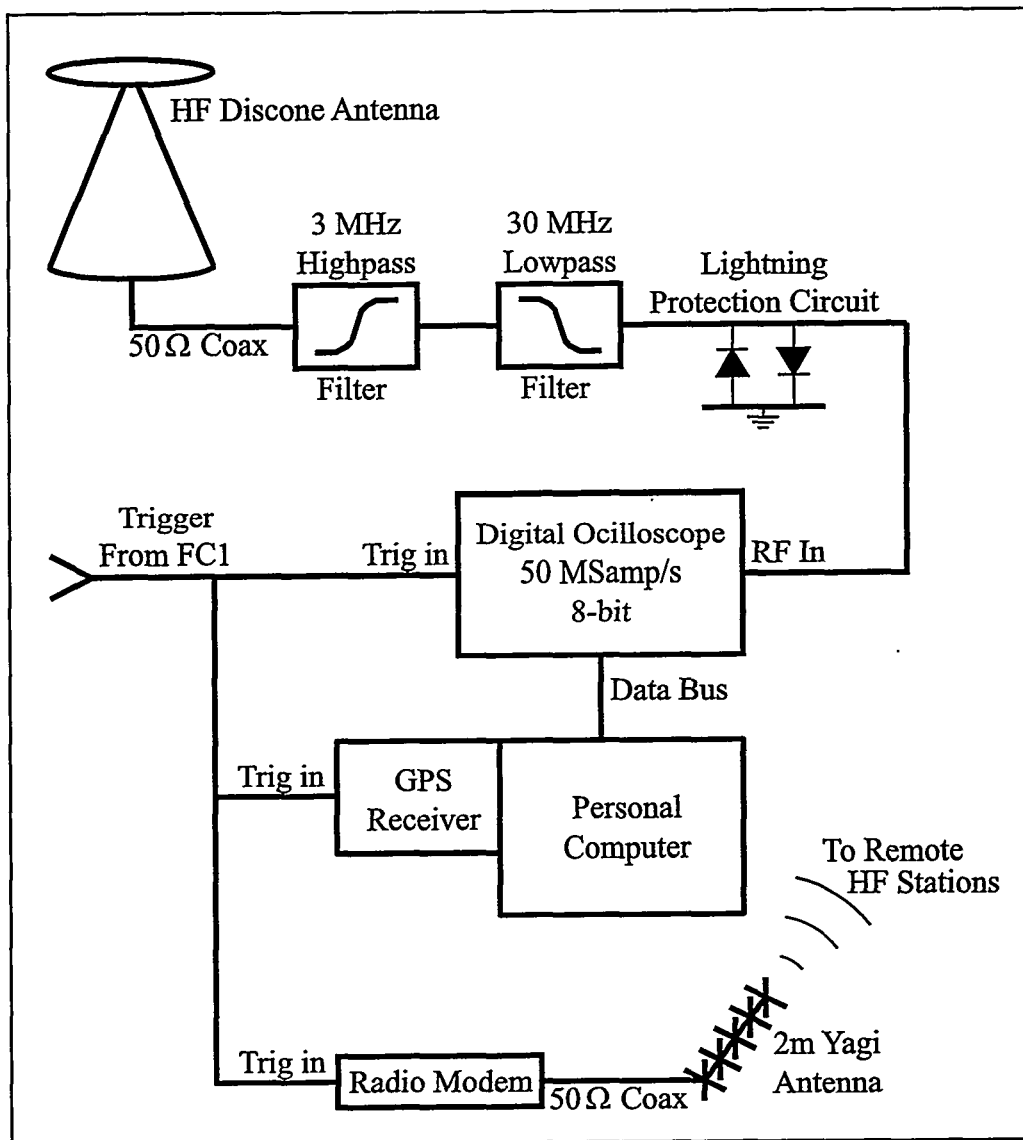 HF Discone Antenna
3 MHz
Highpass
30 MHz
Lowpass
Lightning
Protection Circuit
50 Ω Coax
Filter
Filter
Trigger
From FC1
Trig in
Digital Ocilloscope
50 MSamp/s
8-bit
RF In
Data Bus
Trig in
GPS
Receiver
Personal
Computer
To Remote
HF Stations
Trig in
Radio Modem
50 Ω Coax
2m Yagi
Antenna